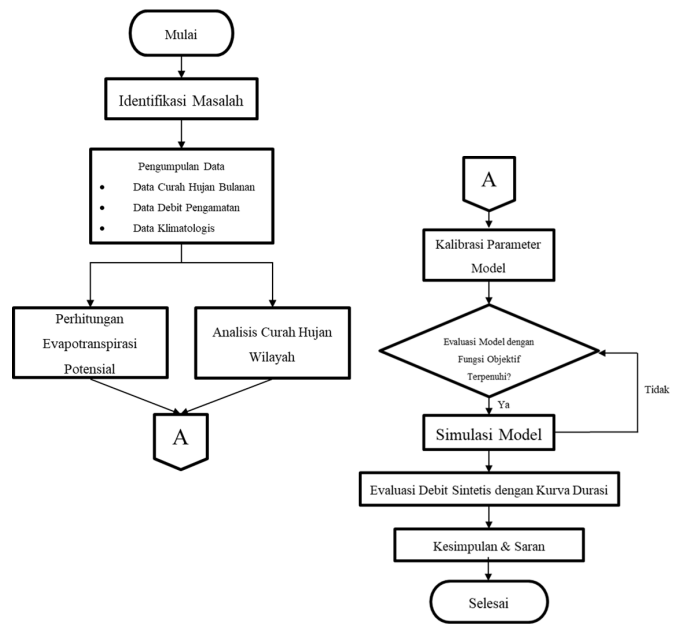 Mulai
Identifikasi Masalah
Pengumpulan Data
• Data Curah Hujan Bulanan
• Data Debit Pengamatan
• Data Klimatologis
Perhitungan
Evapotranspirasi
Potensial
Analisis Curah Hujan
Wilayah
A
A
Kalibrasi Parameter
Model
Evaluasi Model dengan
Fungsi Objektif
Terpenuhi?
Tidak
Ya
Simulasi Model
Evaluasi Debit Sintetis dengan Kurva Durasi
Kesimpulan & Saran
Selesai